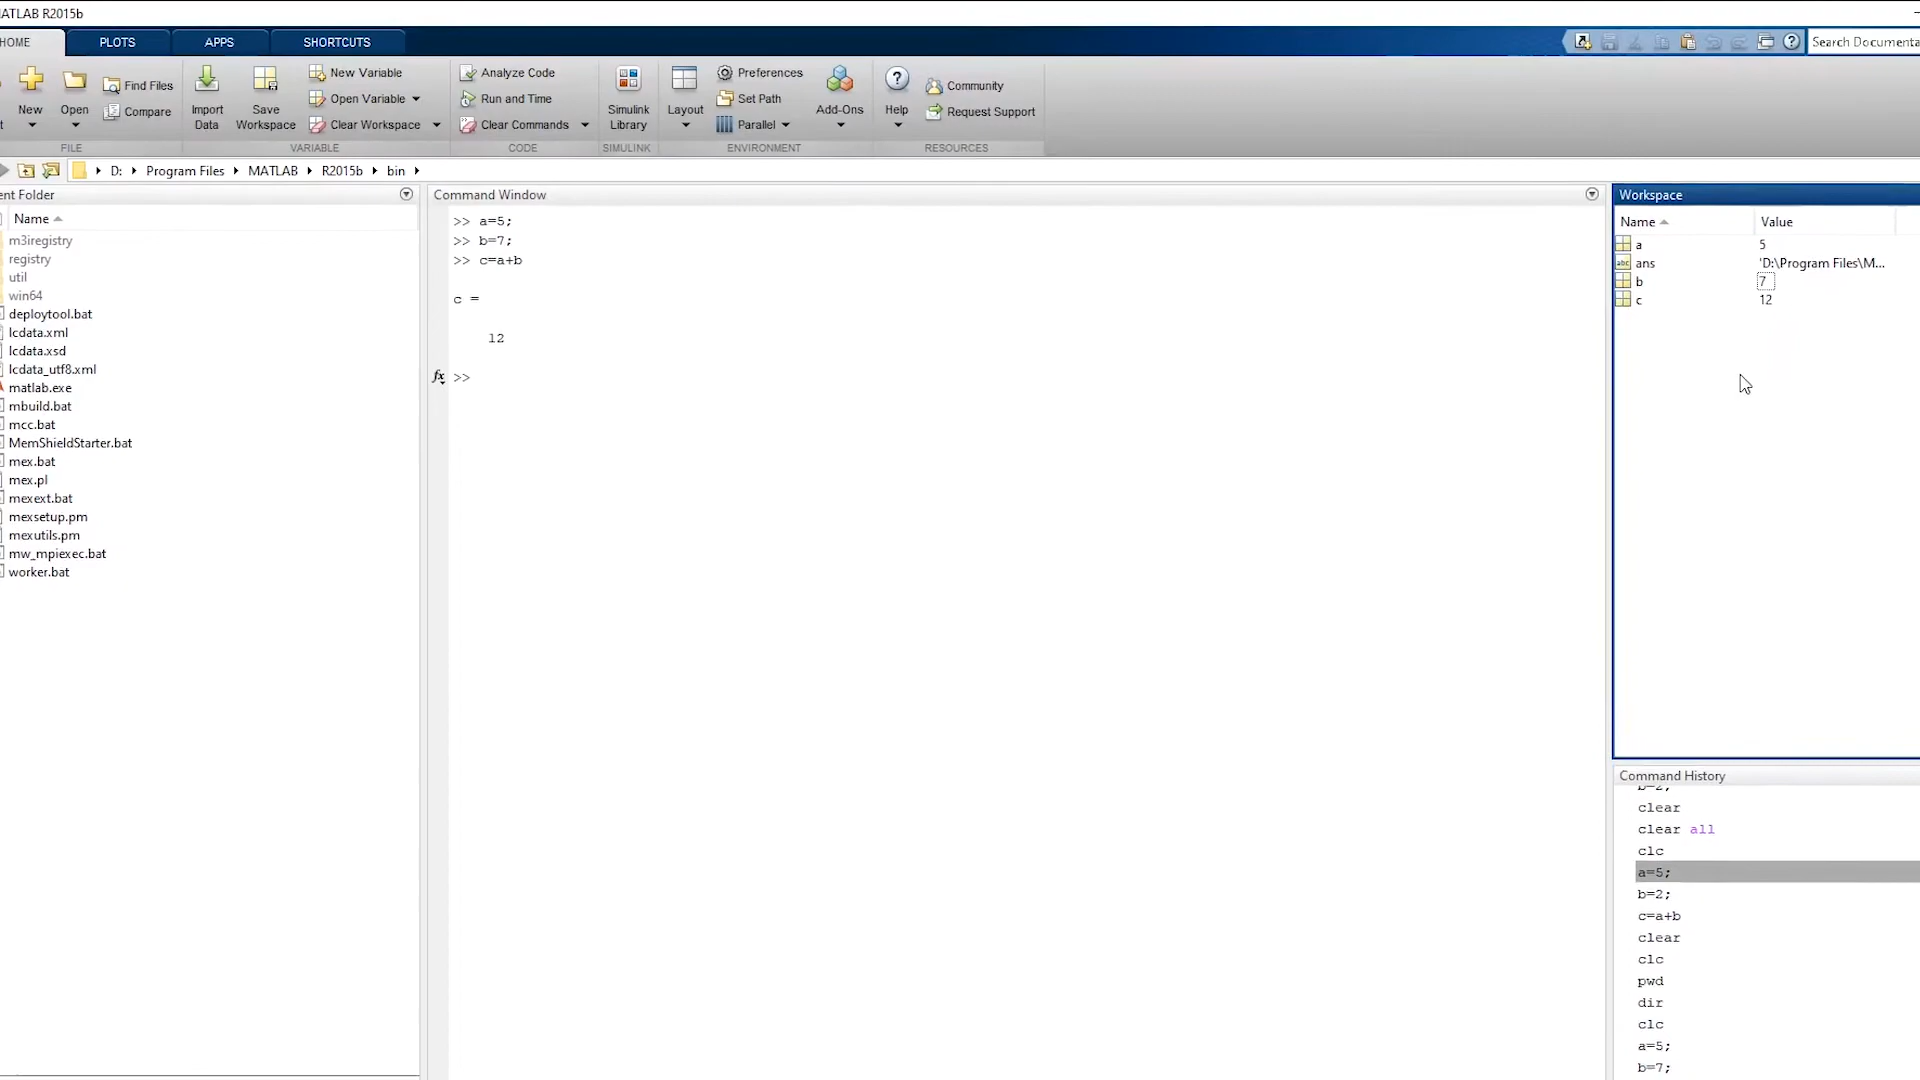 ATLAB R2015b
HOME
PLOTS
APPS
SHORTCUTS
Search Documenta
New
Open
Find Files
Compare
FILE
Import
Data
Save
Workspace
New Variable
Open Variable
Clear Workspace
VARIABLE
Analyze Code
Run and Time
Clear Commands
CODE
Simulink
Library
SIMULINK
Layout
Preferences
Set Path
Parallel
ENVIRONMENT
Add-Ons
Help
Community
Request Support
RESOURCES
D: Program Files MATLAB R2015b bin
ent Folder
Name
m3iregistry
registry
util
win64
deploytool.bat
lcdata.xml
lcdata.xsd
lcdata_utf8.xml
matlab.exe
mbuild.bat
mcc.bat
MemShieldStarter.bat
mex.bat
mex.pl
mexext.bat
mexsetup.pm
mexutils.pm
mw_mpiexec.bat
worker.bat
Command Window
>> a=5;
>> b=7;
>> c=a+b
c =
12
fx >>
Workspace
Name Value
a 5
abc ans 'D:\Program Files\M...
b 7
c 12
Command History
b=2;
clear
clear all
clc
a=5;
b=2;
c=a+b
clear
clc
pwd
dir
clc
a=5;
b=7;